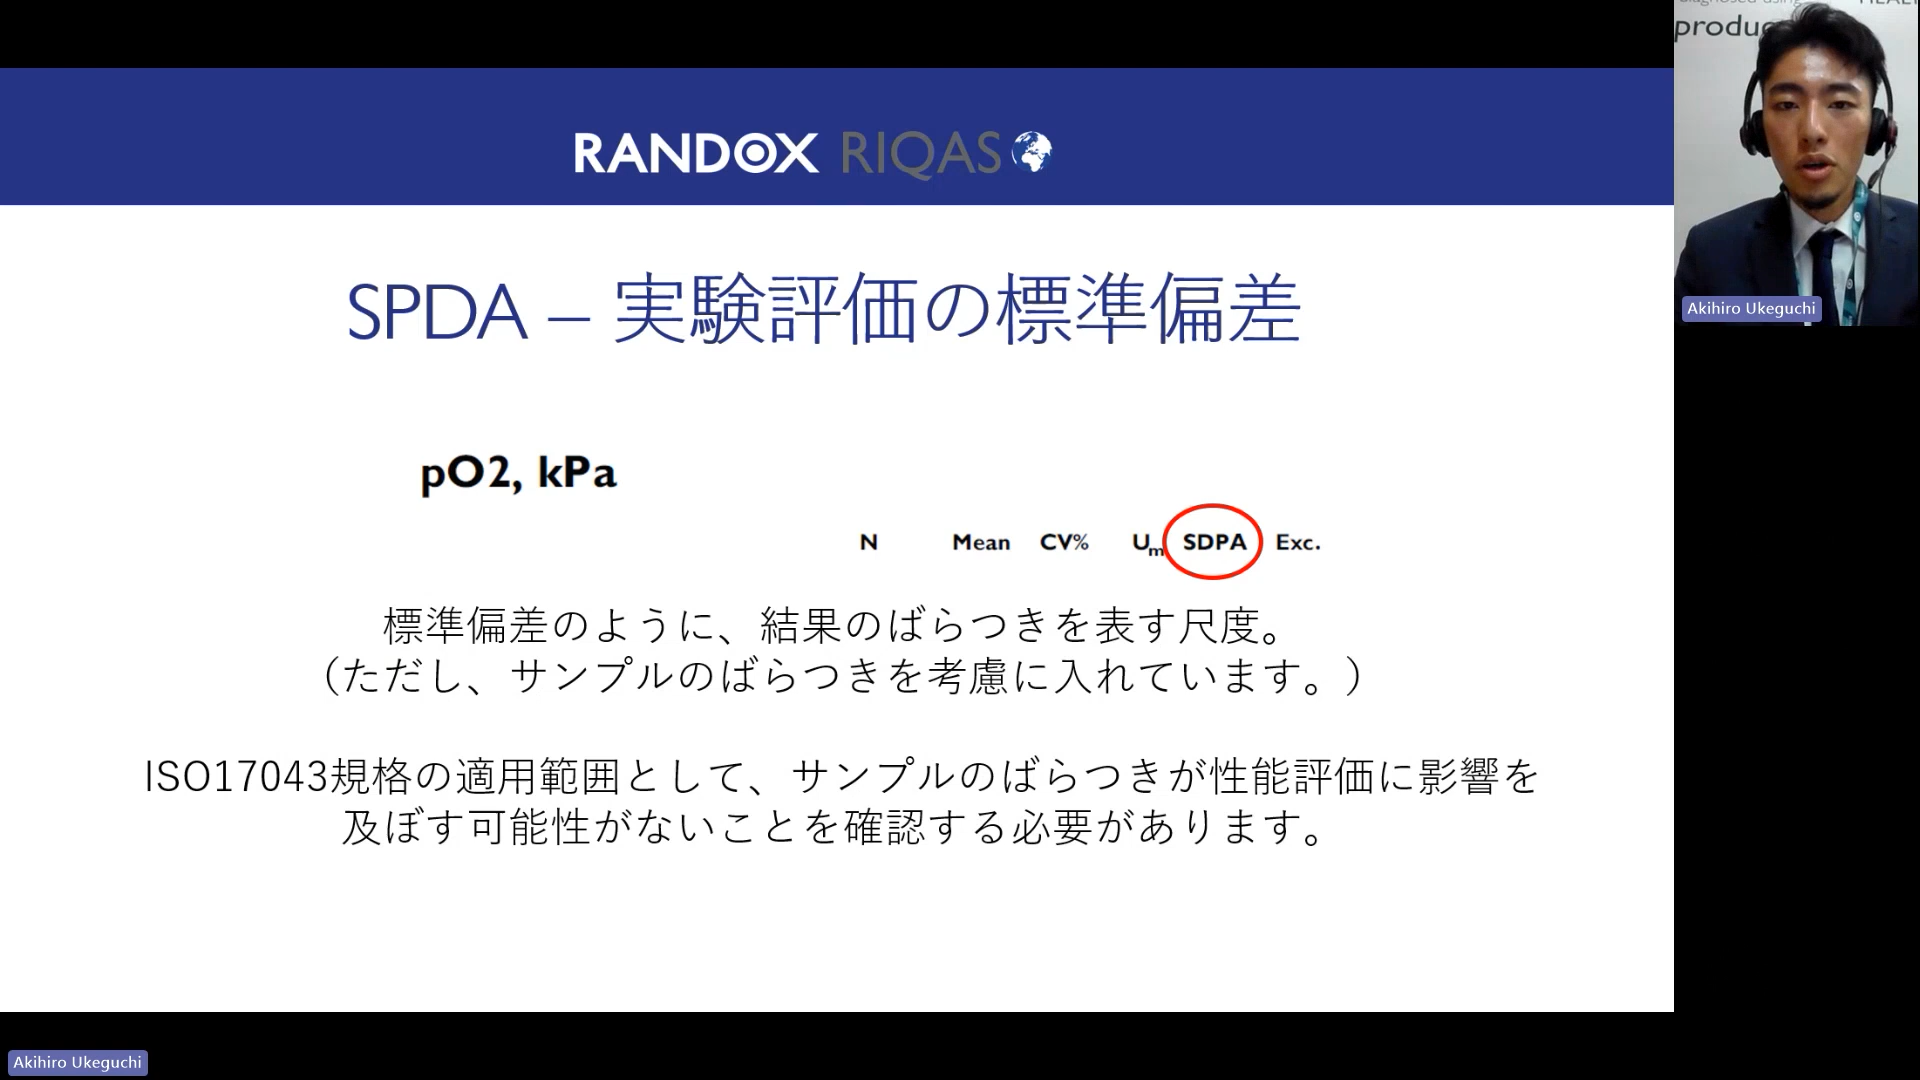 produ
RANDOX RIQAS
SPDA – 実験評価の標準偏差
pO2, kPa
N Mean CV% Um SDPA Exc.
標準偏差のように、結果のばらつきを表す尺度。
（ただし、サンプルのばらつきを考慮に入れています。）
ISO17043規格の適用範囲として、サンプルのばらつきが性能評価に影響を
及ぼす可能性がないことを確認する必要があります。
Akihiro Ukeguchi
Akihiro Ukeguchi